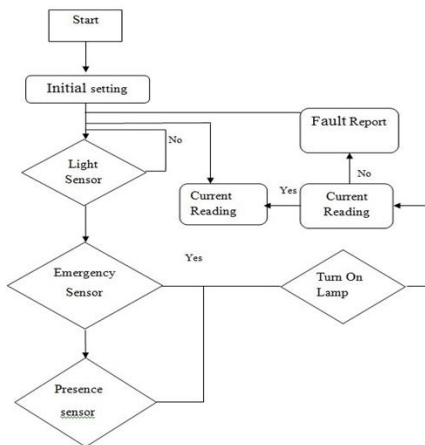 Start
Initial setting
No
Light
Sensor
Fault Report
No
Yes
Current
Reading
Current
Reading
Emergency
Sensor
Yes
Turn On
Lamp
Presence
sensor